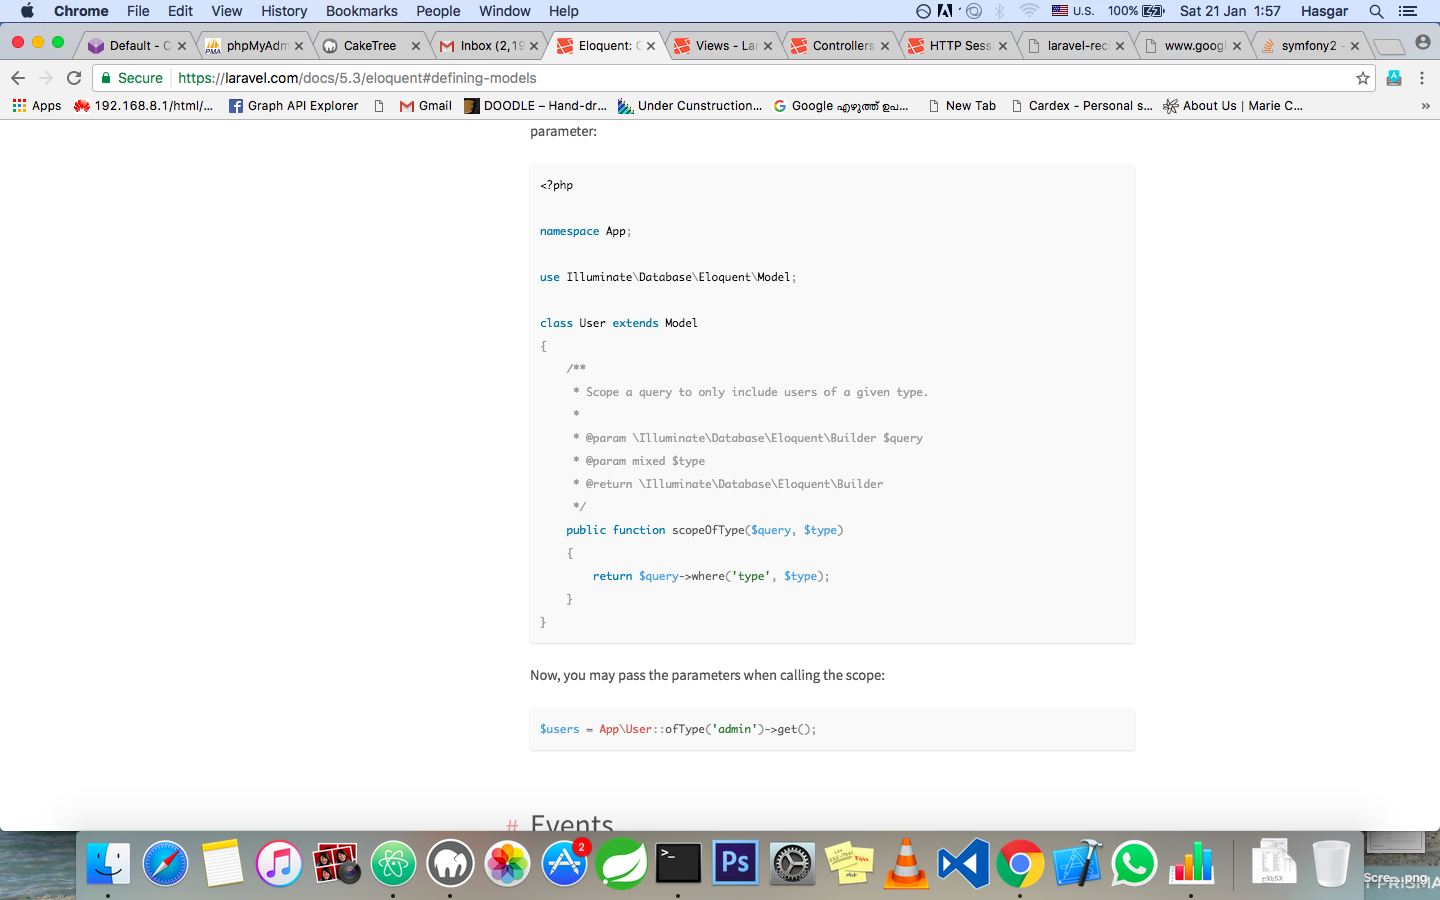 Chrome File Edit View History Bookmarks People Window Help U.S. 100% Sat 21 Jan 1:57 Hasgar
Default - C phpMyAdm CakeTree Inbox (2,19 Eloquent: Views - La Controllers HTTP Sess laravel-rec www.googl symfony2 -
Secure https://laravel.com/docs/5.3/eloquent#defining-models
Apps 192.168.8.1/html/... Graph API Explorer Gmail DOODLE – Hand-dr... Under Cunstruction... Google എഴുത്ത് ഉപ... New Tab Cardex - Personal s... About Us | Marie C... »
parameter:
<?php
namespace App;
use Illuminate\Database\Eloquent\Model;
class User extends Model
{
/**
* Scope a query to only include users of a given type.
*
* @param \Illuminate\Database\Eloquent\Builder $query
* @param mixed $type
* @return \Illuminate\Database\Eloquent\Builder
*/
public function scopeOfType($query, $type)
{
return $query->where('type', $type);
}
}
Now, you may pass the parameters when calling the scope:
$users = App\User::ofType('admin')->get();
# Events
2
>_
Ps
XLSX
Scre...png